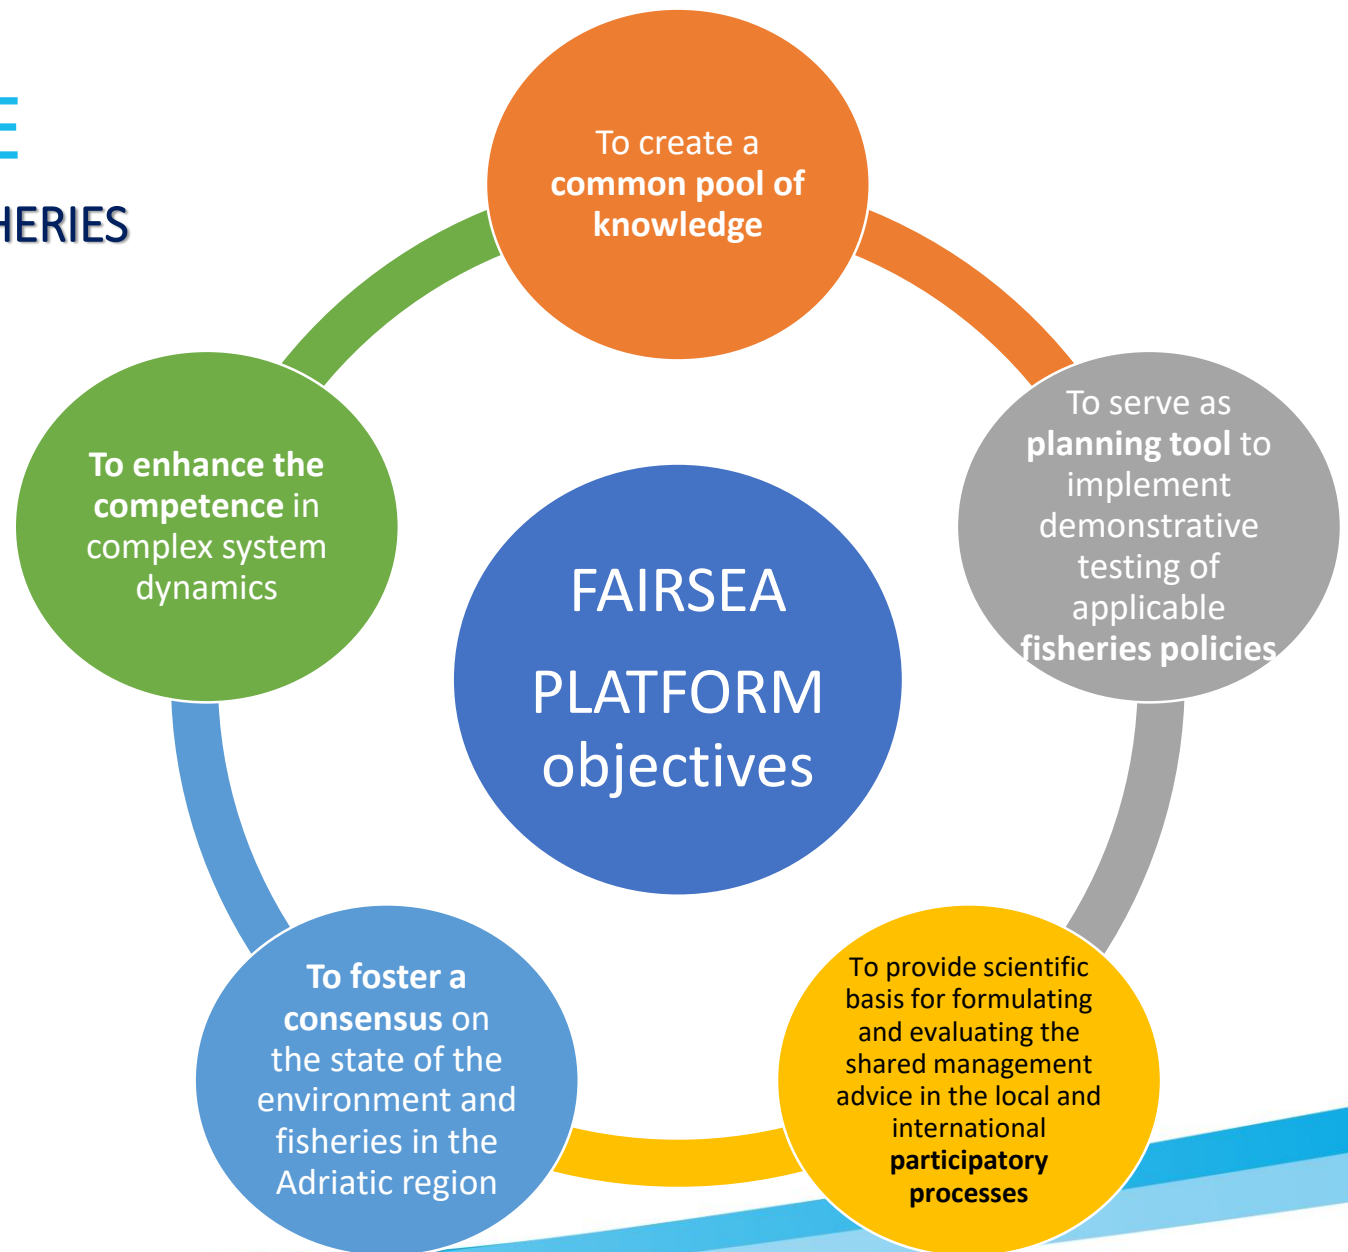 E
HERIES
To create a
common pool of
knowledge
To serve as
planning tool to
implement
demonstrative
testing of
applicable
fisheries policies
To provide scientific
basis for formulating
and evaluating the
shared management
advice in the local and
international
participatory
processes
To foster a
consensus on
the state of the
environment and
fisheries in the
Adriatic region
To enhance the
competence in
complex system
dynamics
FAIRSEA
PLATFORM
objectives